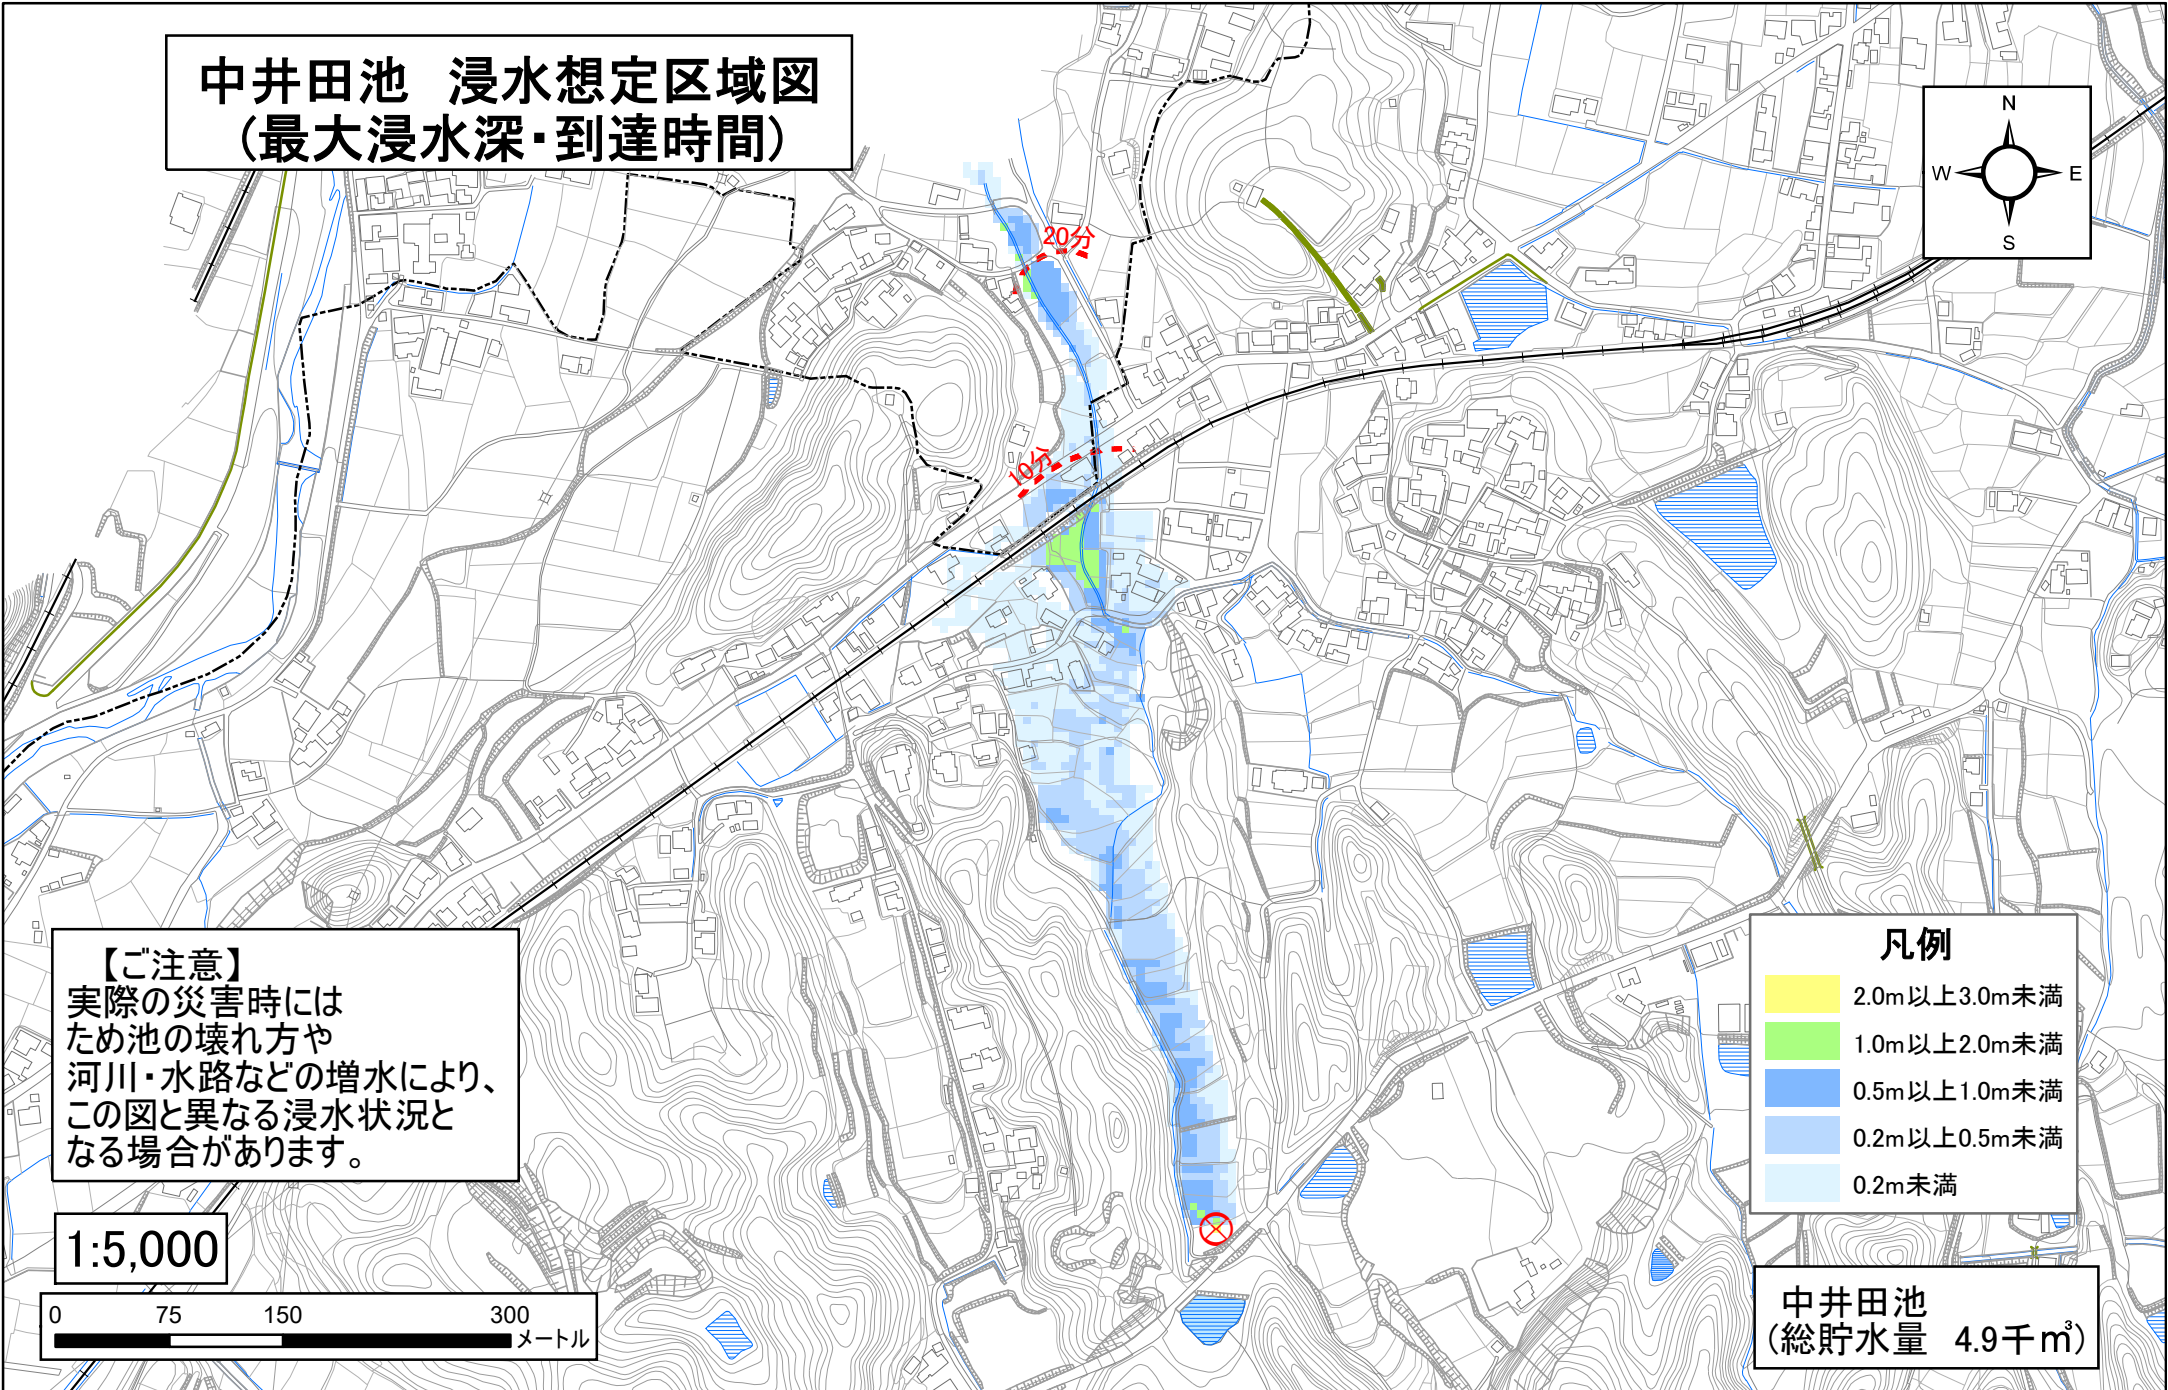 中井田池　浸水想定区域図
(最大浸水深・到達時間)
N
W
E
S
20分
10分
【ご注意】
実際の災害時には
ため池の壊れ方や
河川・水路などの増水により、
この図と異なる浸水状況と
なる場合があります。
凡例
2.0m以上3.0m未満
1.0m以上2.0m未満
0.5m以上1.0m未満
0.2m以上0.5m未満
0.2m未満
1:5,000
0 75 150 300
メートル
中井田池
(総貯水量　4.9千㎥)